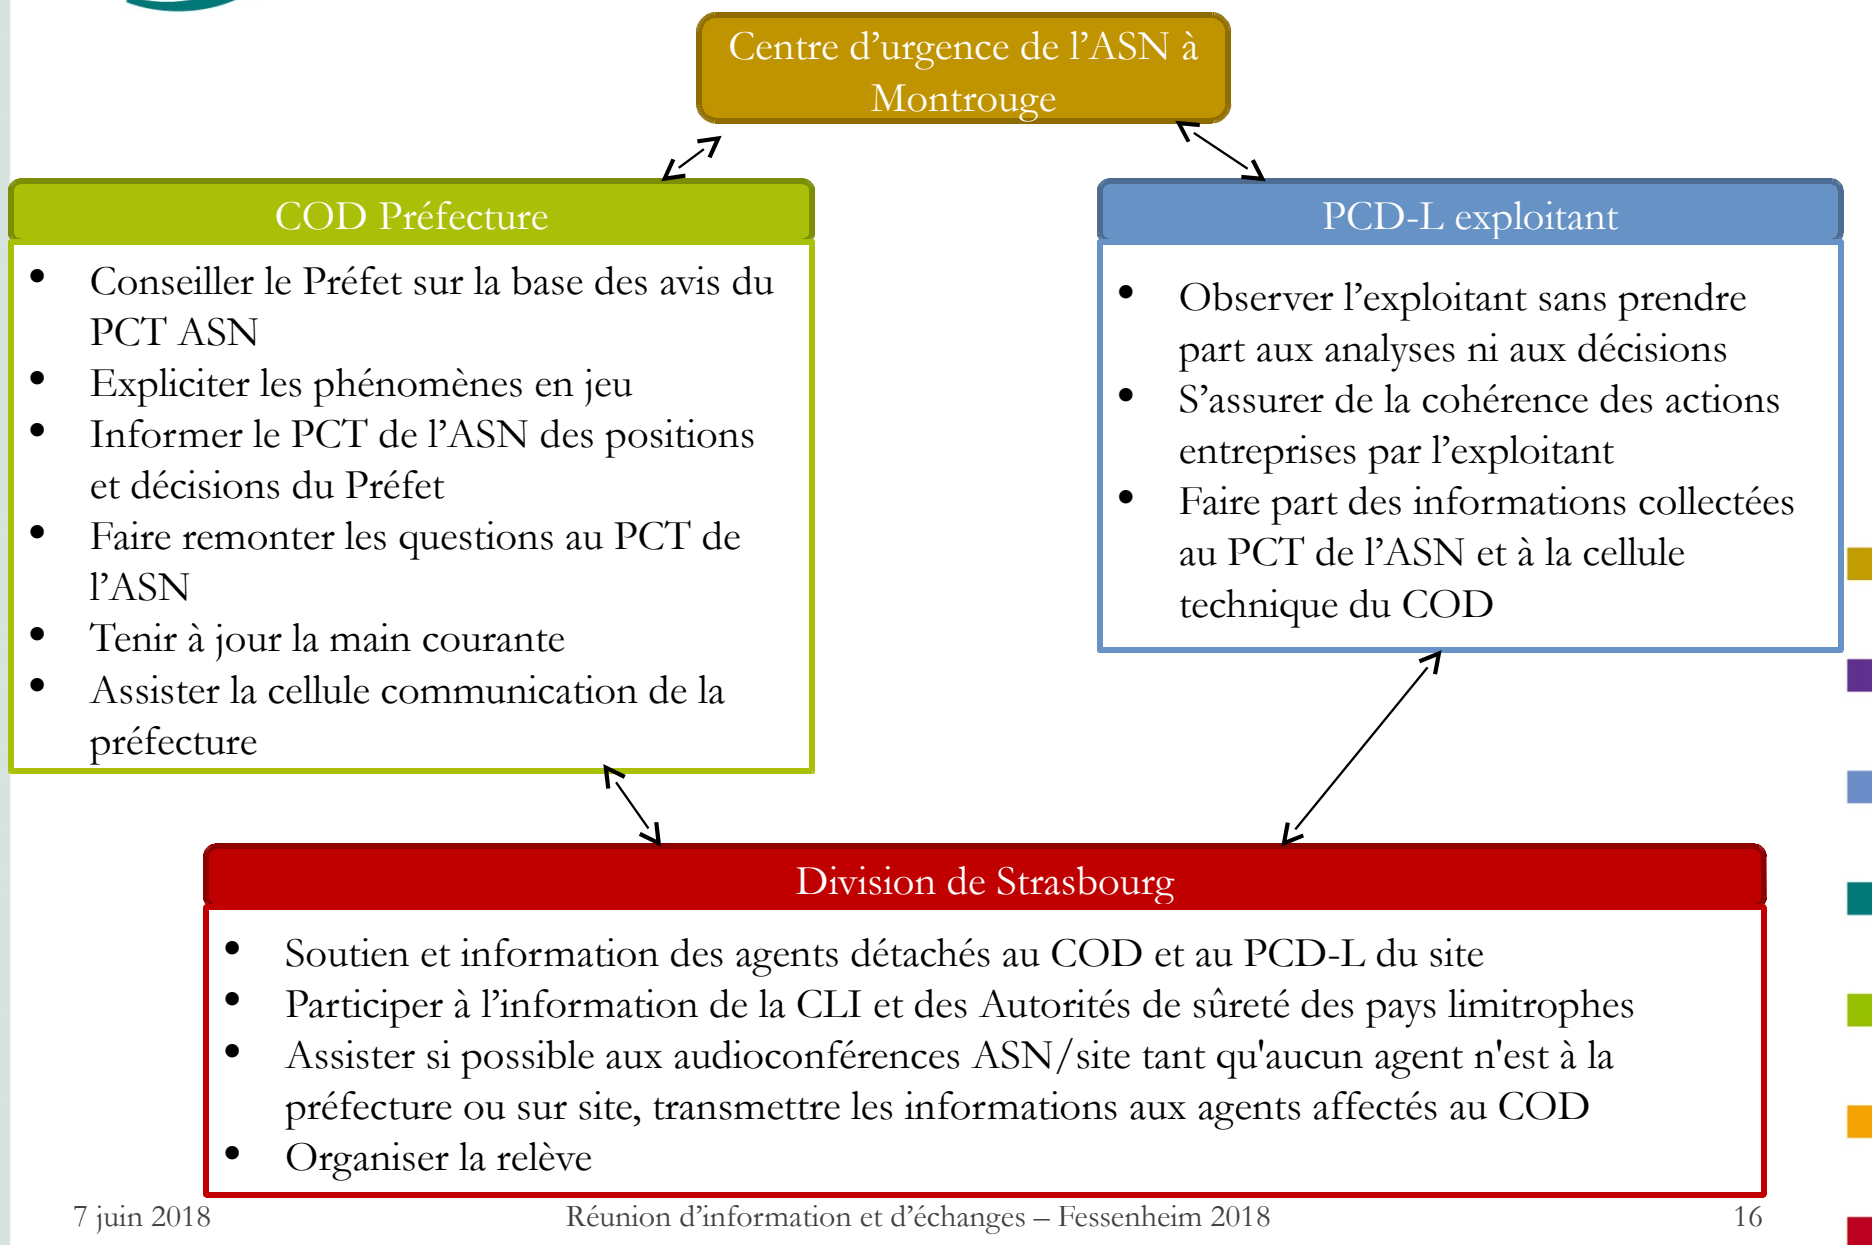 Centre d’urgence de l’ASN à
Montrouge
COD Préfecture
• Conseiller le Préfet sur la base des avis du
PCT ASN
• Expliciter les phénomènes en jeu
• Informer le PCT de l’ASN des positions
et décisions du Préfet
• Faire remonter les questions au PCT de
l’ASN
• Tenir à jour la main courante
• Assister la cellule communication de la
préfecture
PCD-L exploitant
• Observer l’exploitant sans prendre
part aux analyses ni aux décisions
• S’assurer de la cohérence des actions
entreprises par l’exploitant
• Faire part des informations collectées
au PCT de l’ASN et à la cellule
technique du COD
Division de Strasbourg
• Soutien et information des agents détachés au COD et au PCD-L du site
• Participer à l’information de la CLI et des Autorités de sûreté des pays limitrophes
• Assister si possible aux audioconférences ASN/site tant qu'aucun agent n'est à la
préfecture ou sur site, transmettre les informations aux agents affectés au COD
• Organiser la relève
7 juin 2018
Réunion d’information et d’échanges – Fessenheim 2018
16